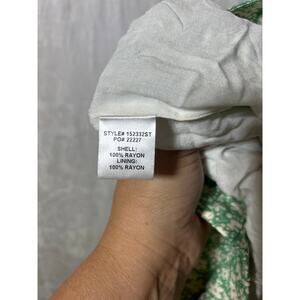 STYLE# 152332ST
PO# 22227
SHELL:
100% RAYON
LINING:
100% RAYON